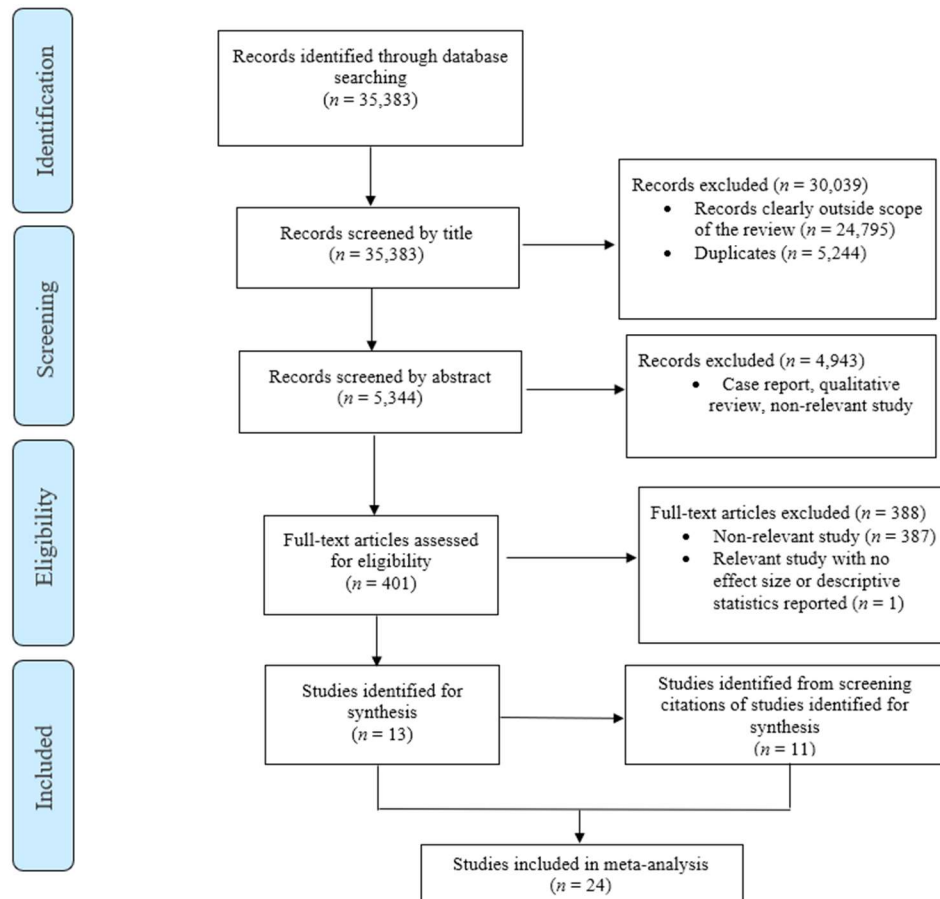 Identification
Records identified through database
searching
(n = 35,383)
Records screened by title
(n = 35,383)
Records excluded (n = 30,039)
• Records clearly outside scope
of the review (n = 24,795)
• Duplicates (n = 5,244)
Screening
Records screened by abstract
(n = 5,344)
Records excluded (n = 4,943)
• Case report, qualitative
review, non-relevant study
Eligibility
Full-text articles assessed
for eligibility
(n = 401)
Full-text articles excluded (n = 388)
• Non-relevant study (n = 387)
• Relevant study with no
effect size or descriptive
statistics reported (n = 1)
Included
Studies identified for
synthesis
(n = 13)
Studies identified from screening
citations of studies identified for
synthesis
(n = 11)
Studies included in meta-analysis
(n = 24)